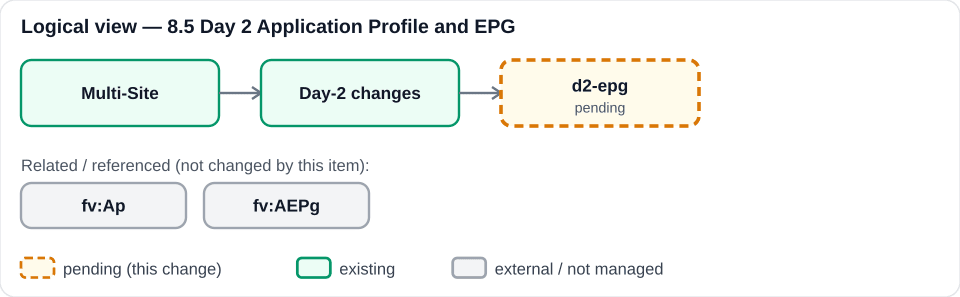 Logical view — 8.5 Day 2 Application Profile and EPG
Multi-Site
Day-2 changes
d2-epg
pending
Related / referenced (not changed by this item):
fv:Ap
fv:AEPg
pending (this change)
existing
external / not managed